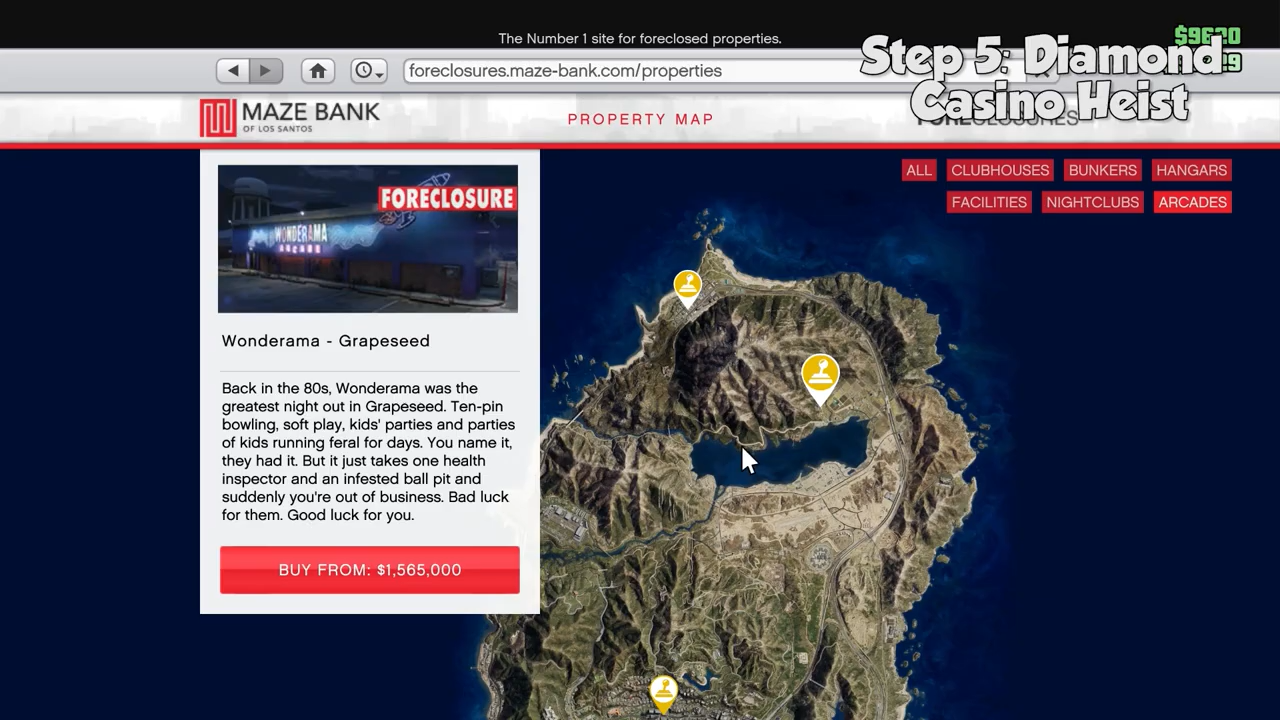 The Number 1 site for foreclosed properties.
$9620
Step 5: Diamond
Casino Heist
foreclosures.maze-bank.com/properties
MAZE BANK
OF LOS SANTOS
PROPERTY MAP
FORECLOSURES
ALL
CLUBHOUSES
BUNKERS
HANGARS
FACILITIES
NIGHTCLUBS
ARCADES
FORECLOSURE
WONDERAMA
ARCADE
Wonderama - Grapeseed
Back in the 80s, Wonderama was the
greatest night out in Grapeseed. Ten-pin
bowling, soft play, kids' parties and parties
of kids running feral for days. You name it,
they had it. But it just takes one health
inspector and an infested ball pit and
suddenly you're out of business. Bad luck
for them. Good luck for you.
BUY FROM: $1,565,000